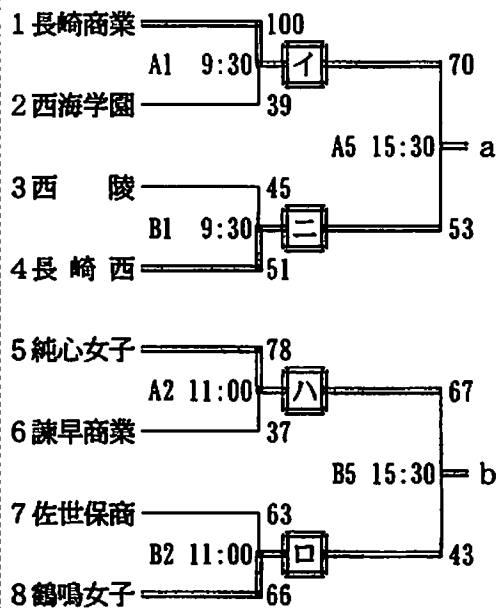 1 長崎商業 100
A1 9:30 イ 70
2 西海学園 39
A5 15:30 a
3 西 陵 45
B1 9:30 ニ 53
4 長崎西 51
5 純心女子 78
A2 11:00 ハ 67
6 諫早商業 37
B5 15:30 b
7 佐世保商 63
B2 11:00 ロ 43
8 鶴鳴女子 66